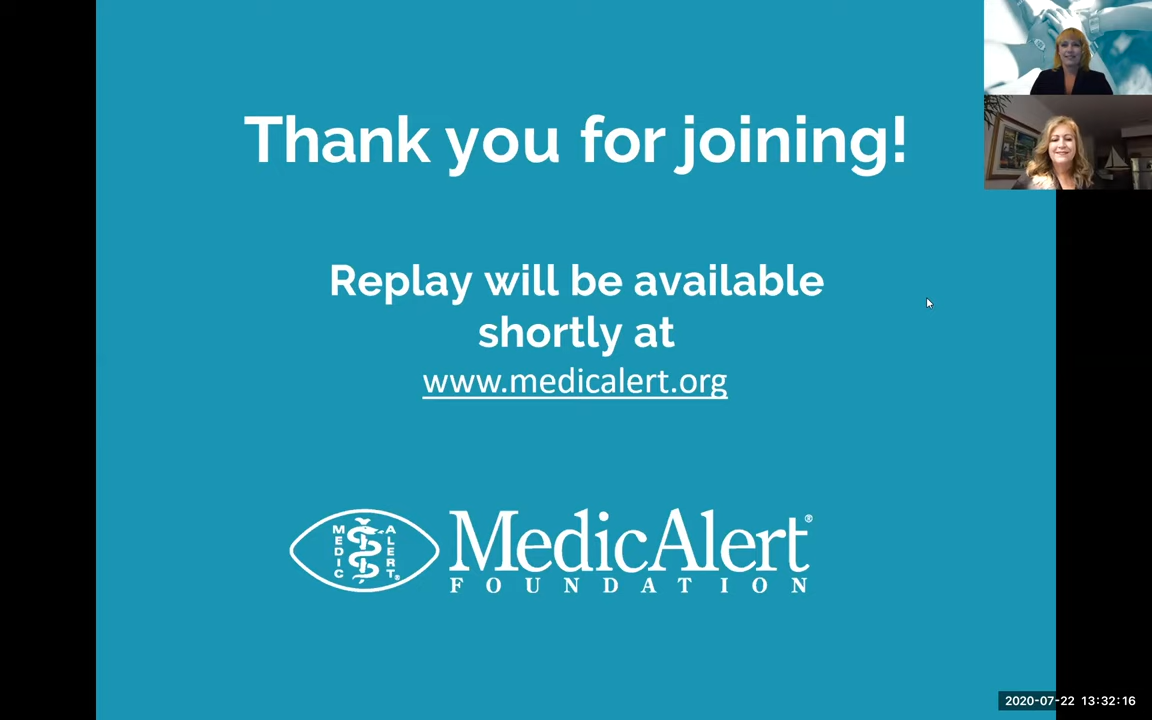 Thank you for joining!
Replay will be available
shortly at
www.medicalert.org
MEDIC ALERT®
MedicAlert®
FOUNDATION
2020-07-22 13:32:16